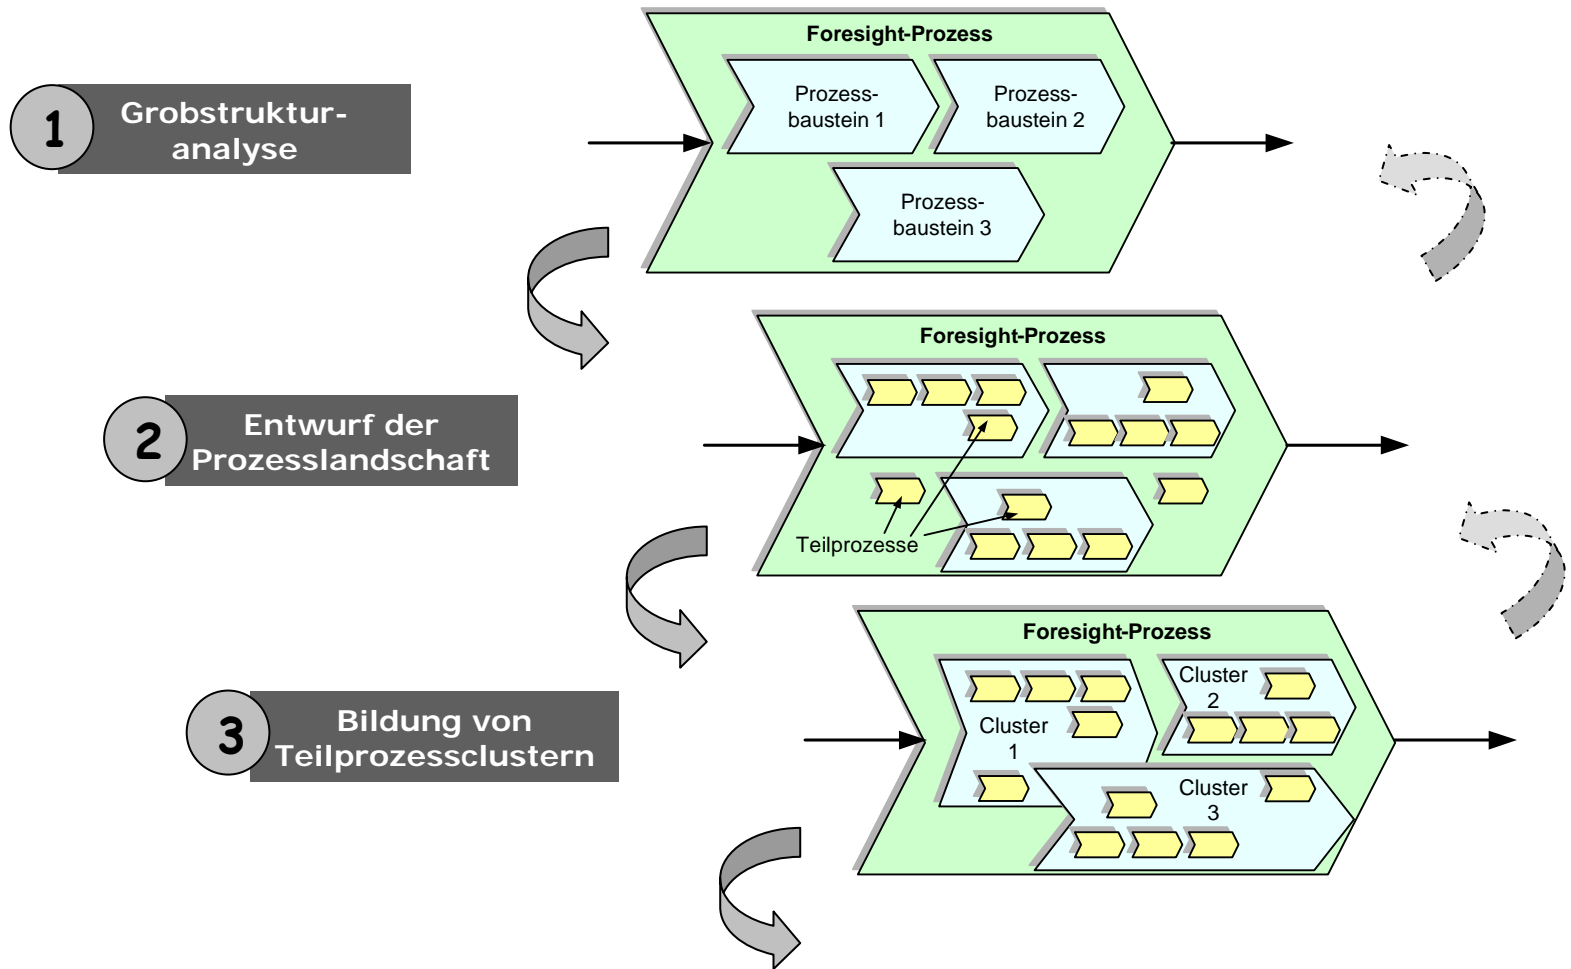 Foresight-Prozess
1
Grobstruktur-
analyse
Prozess-
baustein 1
Prozess-
baustein 2
Prozess-
baustein 3
Foresight-Prozess
2
Entwurf der
Prozesslandschaft
Teilprozesse
Foresight-Prozess
3
Bildung von
Teilprozessclustern
Cluster
1
Cluster
2
Cluster
3